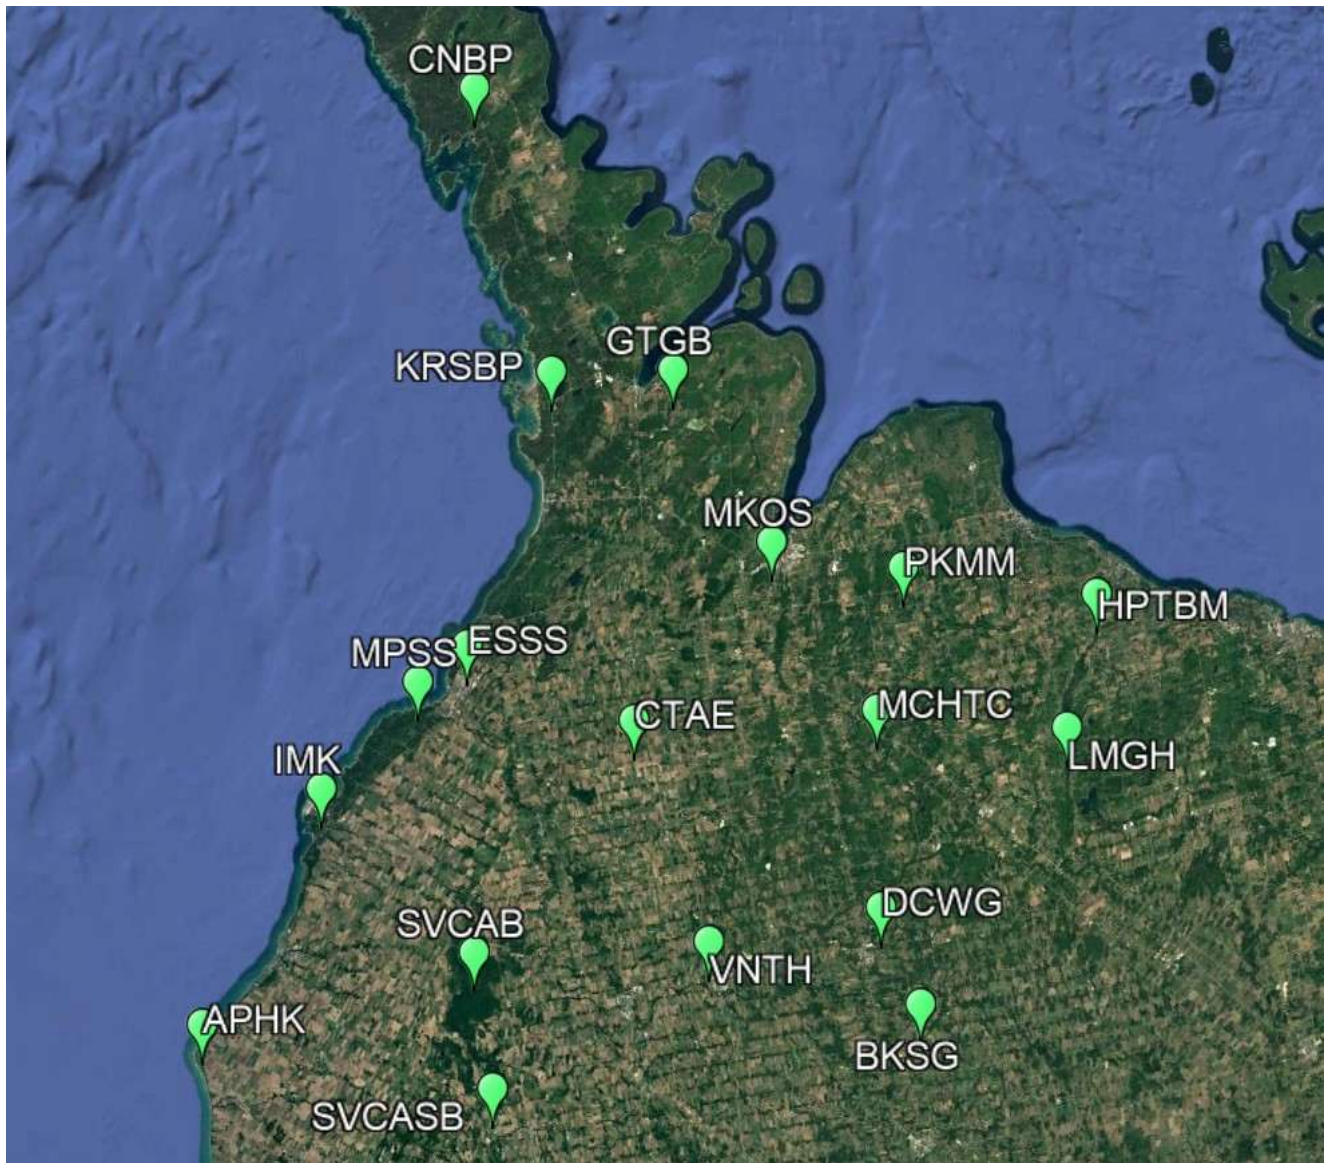 CNBP
GTGB
KRSBP
MKOS
PKMM
HPTBM
ESSS
MPSS
CTAE
MCHTC
LMGH
IMK
DCWG
SVCAB
VNTH
APHK
BKSG
SVCASB